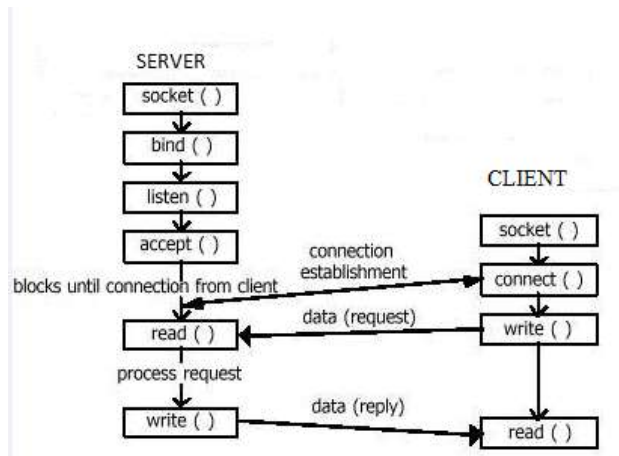 SERVER
socket ( )
bind ( )
listen ( )
accept ( )
blocks until connection from client
read ( )
process request
write ( )
connection
establishment
data (request)
data (reply)
CLIENT
socket ( )
connect ( )
write ( )
read ( )